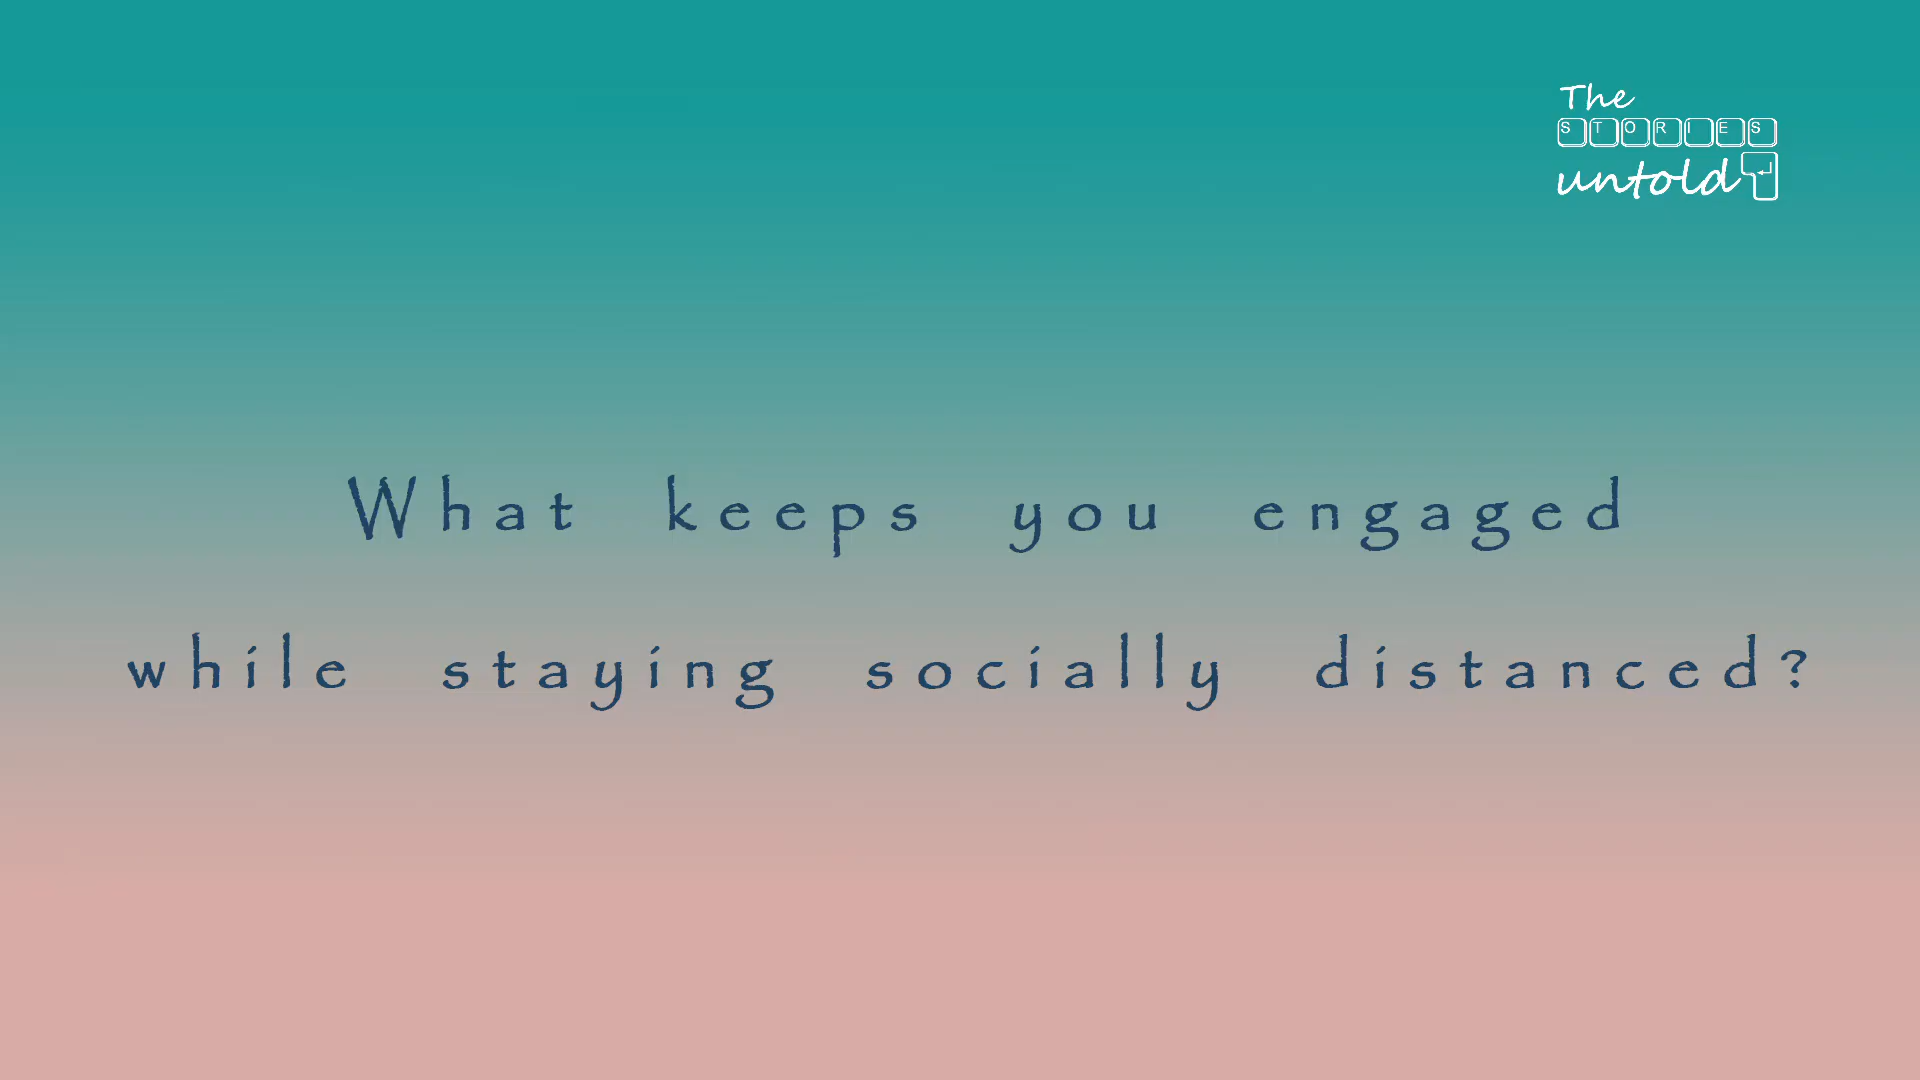 The
STORIES
untold
What keeps you engaged
while staying socially distanced?